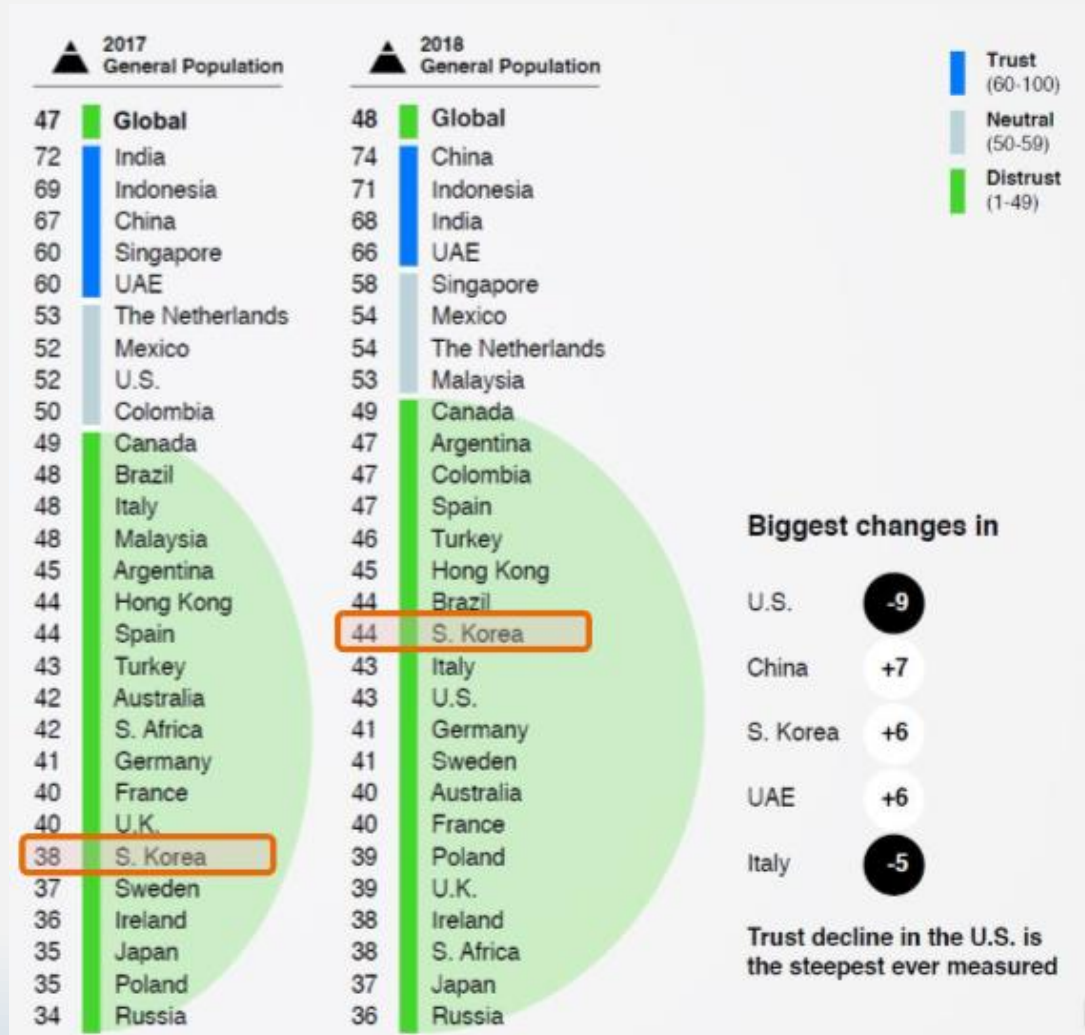 2017
General Population
47 Global
72 India
69 Indonesia
67 China
60 Singapore
60 UAE
53 The Netherlands
52 Mexico
52 U.S.
50 Colombia
49 Canada
48 Brazil
48 Italy
48 Malaysia
45 Argentina
44 Hong Kong
44 Spain
43 Turkey
42 Australia
42 S. Africa
41 Germany
40 France
40 U.K.
38 S. Korea
37 Sweden
36 Ireland
35 Japan
35 Poland
34 Russia
2018
General Population
48 Global
74 China
71 Indonesia
68 India
66 UAE
58 Singapore
54 Mexico
54 The Netherlands
53 Malaysia
49 Canada
47 Argentina
47 Colombia
47 Spain
46 Turkey
45 Hong Kong
44 Brazil
44 S. Korea
43 Italy
43 U.S.
41 Germany
41 Sweden
40 Australia
40 France
39 Poland
39 U.K.
38 Ireland
38 S. Africa
37 Japan
36 Russia
Trust
(60-100)
Neutral
(50-59)
Distrust
(1-49)
Biggest changes in
U.S. -9
China +7
S. Korea +6
UAE +6
Italy -5
Trust decline in the U.S. is
the steepest ever measured